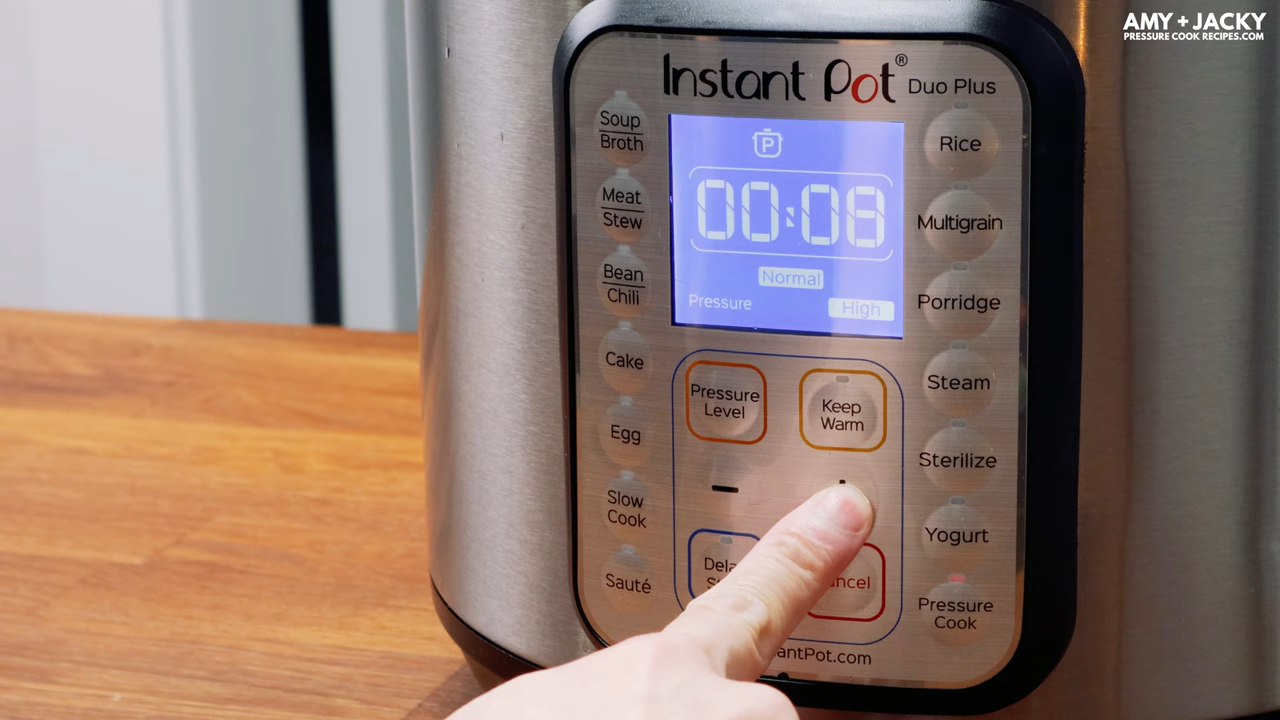 AMY + JACKY
PRESSURE COOK RECIPES.COM
Instant Pot® Duo Plus
Soup
Broth
Meat
Stew
Bean
Chili
Cake
Egg
Slow
Cook
Sauté
P
00:08
Normal
Pressure High
Pressure
Level
Keep
Warm
-
Rice
Multigrain
Porridge
Steam
Sterilize
Yogurt
Pressure
Cook